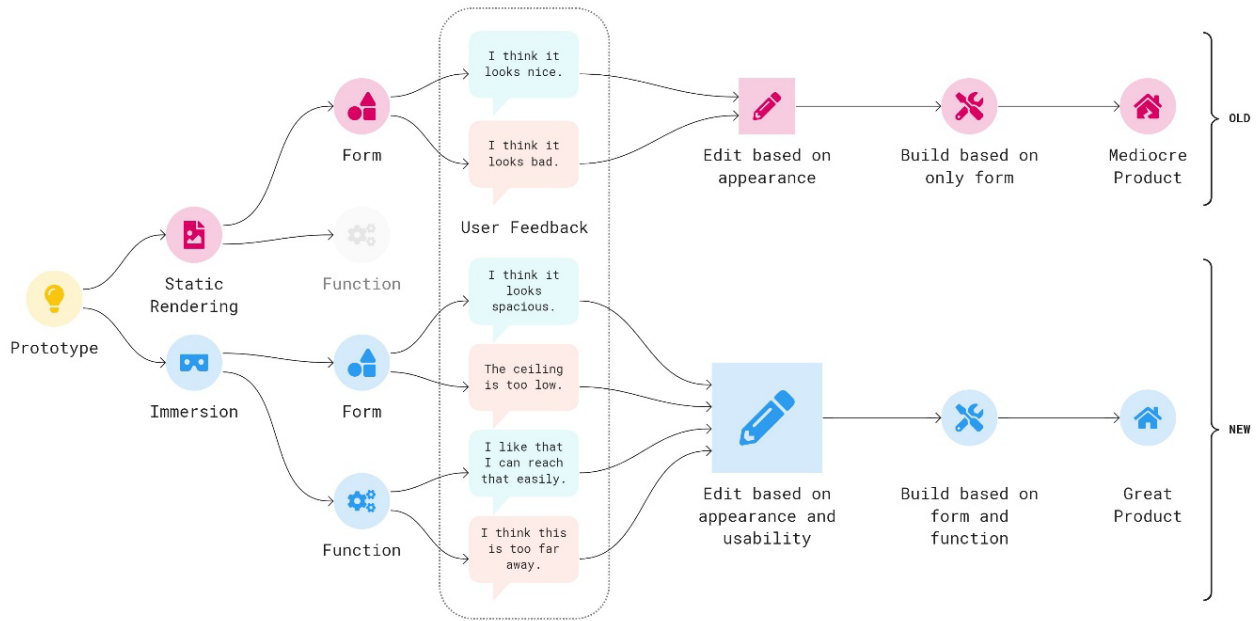 I think it
looks nice.
I think it
looks bad.
Form
Edit based on
appearance
Build based on
only form
Mediocre
Product
OLD
User Feedback
Static
Rendering
Function
Prototype
I think it
looks
spacious.
Immersion
Form
The ceiling
is too low.
I like that
I can reach
that easily.
Function
I think this
is too far
away.
Edit based on
appearance and
usability
Build based on
form and
function
Great
Product
NEW